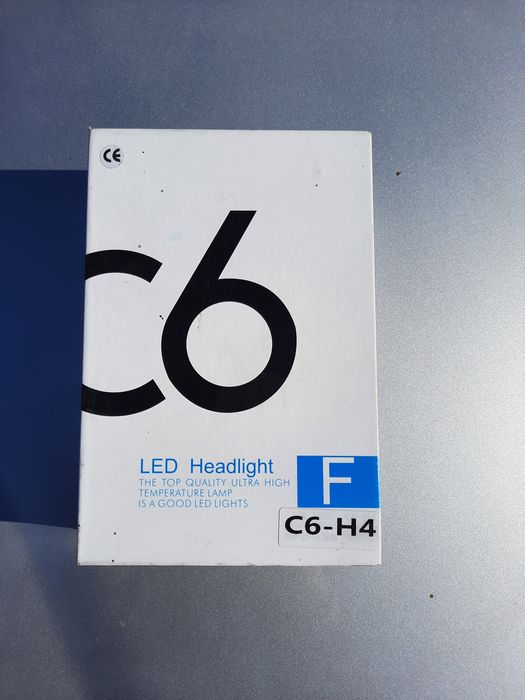 CE
C6
LED Headlight
THE TOP QUALITY ULTRA HIGH
TEMPERATURE LAMP
IS A GOOD LED LIGHTS
F
C6-H4